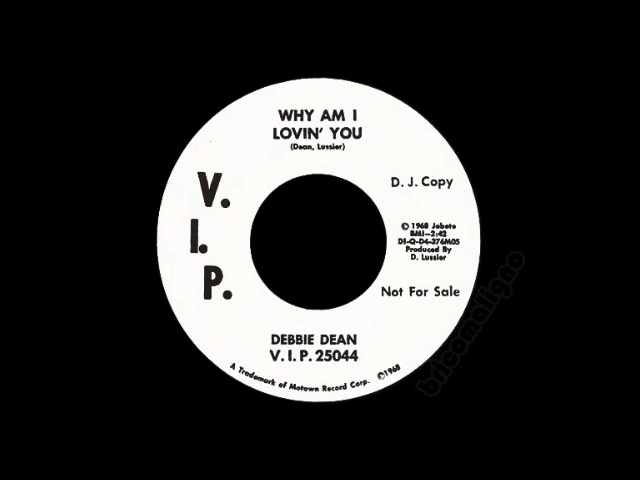 WHY AM I
LOVIN' YOU
(Dean, Lussier)
V.
I.
P.
D. J. Copy
© 1968 Jobete
BMI—2:42
DI-Q-D4-376M05
Produced By
D. Lussier
Not For Sale
DEBBIE DEAN
V. I. P. 25044
A Trademark of Motown Record Corp. ℗1968
bricomaligno